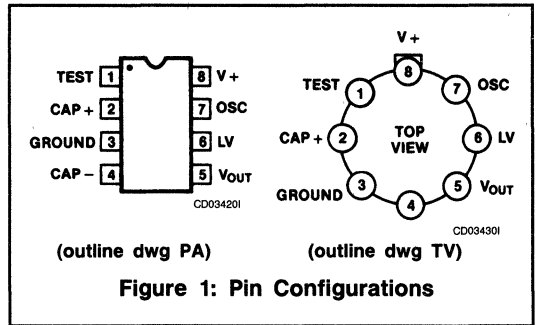 V +
TEST 1 8 V +
CAP + 2 7 OSC
GROUND 3 6 LV
CAP − 4 5 VOUT
CD03420I
(outline dwg PA)
V +
8
TEST 1 7 OSC
CAP + 2 TOP VIEW 6 LV
GROUND 3 5 VOUT
4
CD03430I
(outline dwg TV)
Figure 1: Pin Configurations